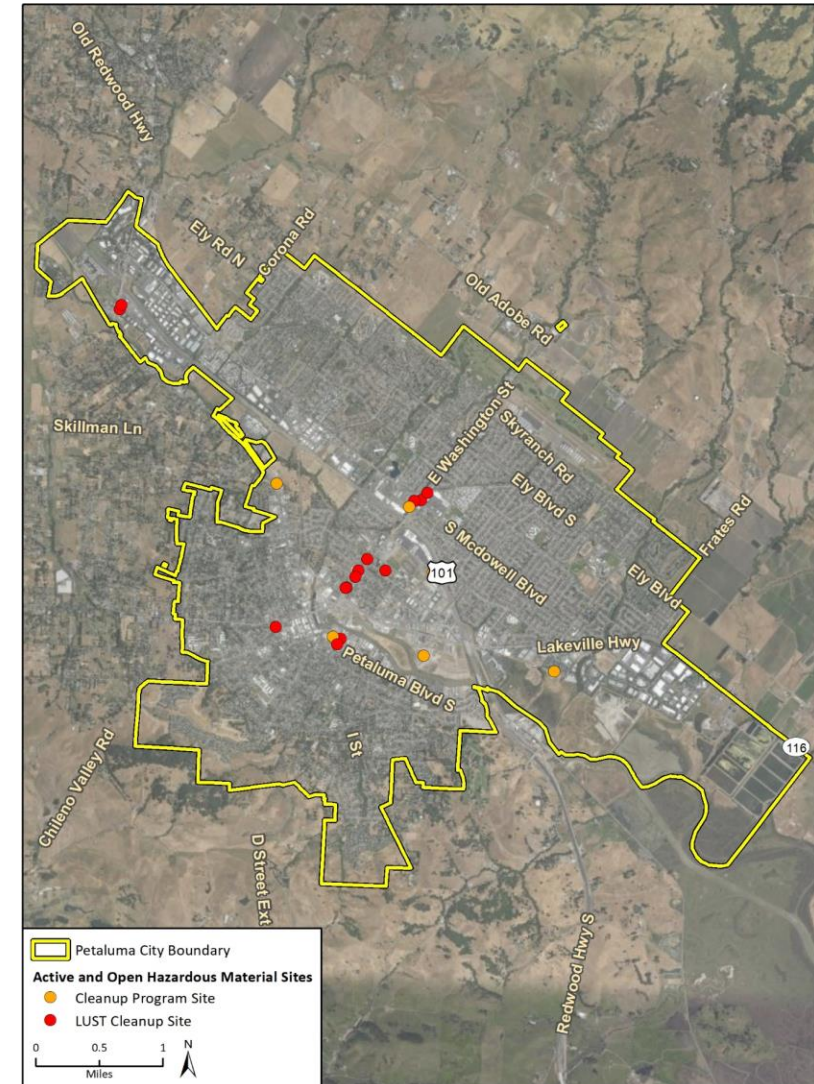 Old Redwood Hwy
Ely Rd N
Corona Rd
Old Adobe Rd
Skillman Ln
E Washington St
Skyranch Rd
Ely Blvd S
Frates Rd
S Mcdowell Blvd
101
Ely Blvd
Lakeville Hwy
Petaluma Blvd S
I St
116
Chileno Valley Rd
D Street Ext
Redwood Hwy S
Petaluma City Boundary
Active and Open Hazardous Material Sites
Cleanup Program Site
LUST Cleanup Site
0 0.5 1
Miles
N